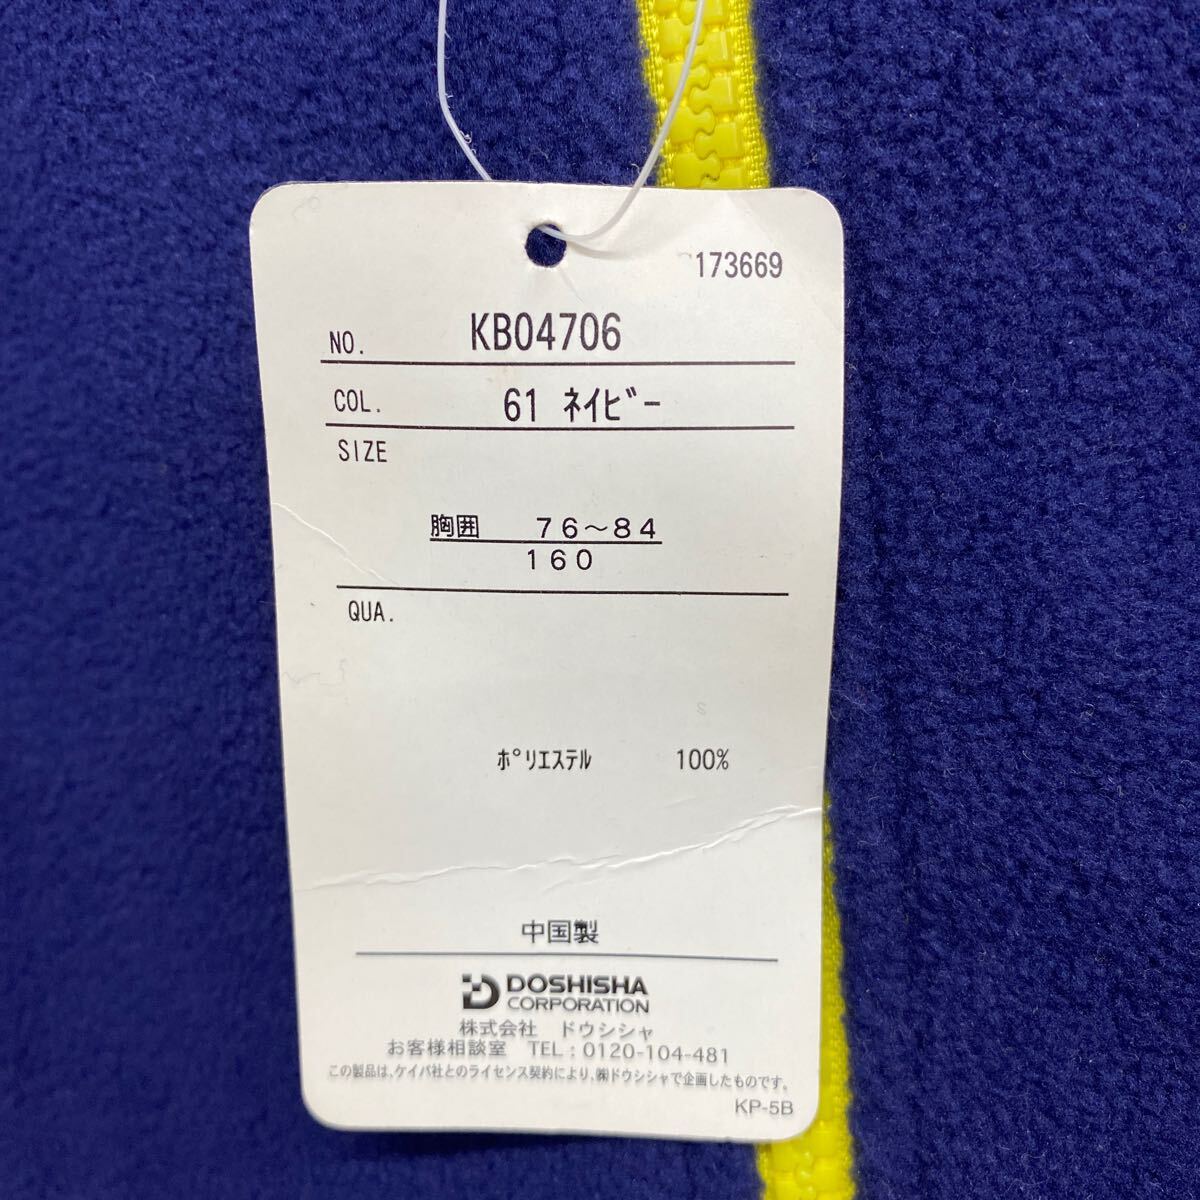 173669
NO. KB04706
COL. 61 ﾈｲﾋﾞｰ
SIZE
胸囲 76～84
160
QUA.
ﾎﾟﾘｴｽﾃﾙ 100%
中国製
DOSHISHA
CORPORATION
株式会社 ドウシシャ
お客様相談室 TEL：0120-104-481
この製品は、ケイパ社とのライセンス契約により、㈱ドウシシャで企画したものです。
KP-5B